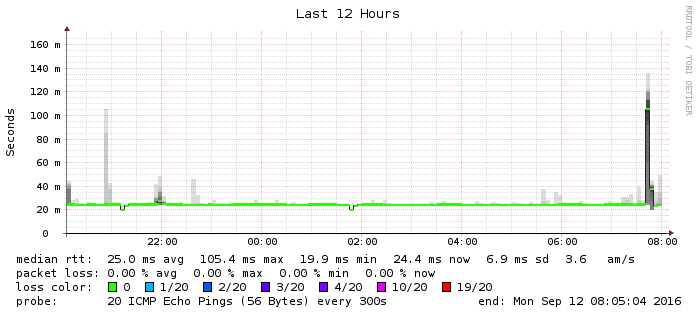 Last 12 Hours
RRDTOOL / TOBI OETIKER
Seconds
160 m
140 m
120 m
100 m
80 m
60 m
40 m
20 m
0
22:00 00:00 02:00 04:00 06:00 08:00
median rtt: 25.0 ms avg 105.4 ms max 19.9 ms min 24.4 ms now 6.9 ms sd 3.6 am/s
packet loss: 0.00 % avg 0.00 % max 0.00 % min 0.00 % now
loss color: 0 1/20 2/20 3/20 4/20 10/20 19/20
probe: 20 ICMP Echo Pings (56 Bytes) every 300s end: Mon Sep 12 08:05:04 2016